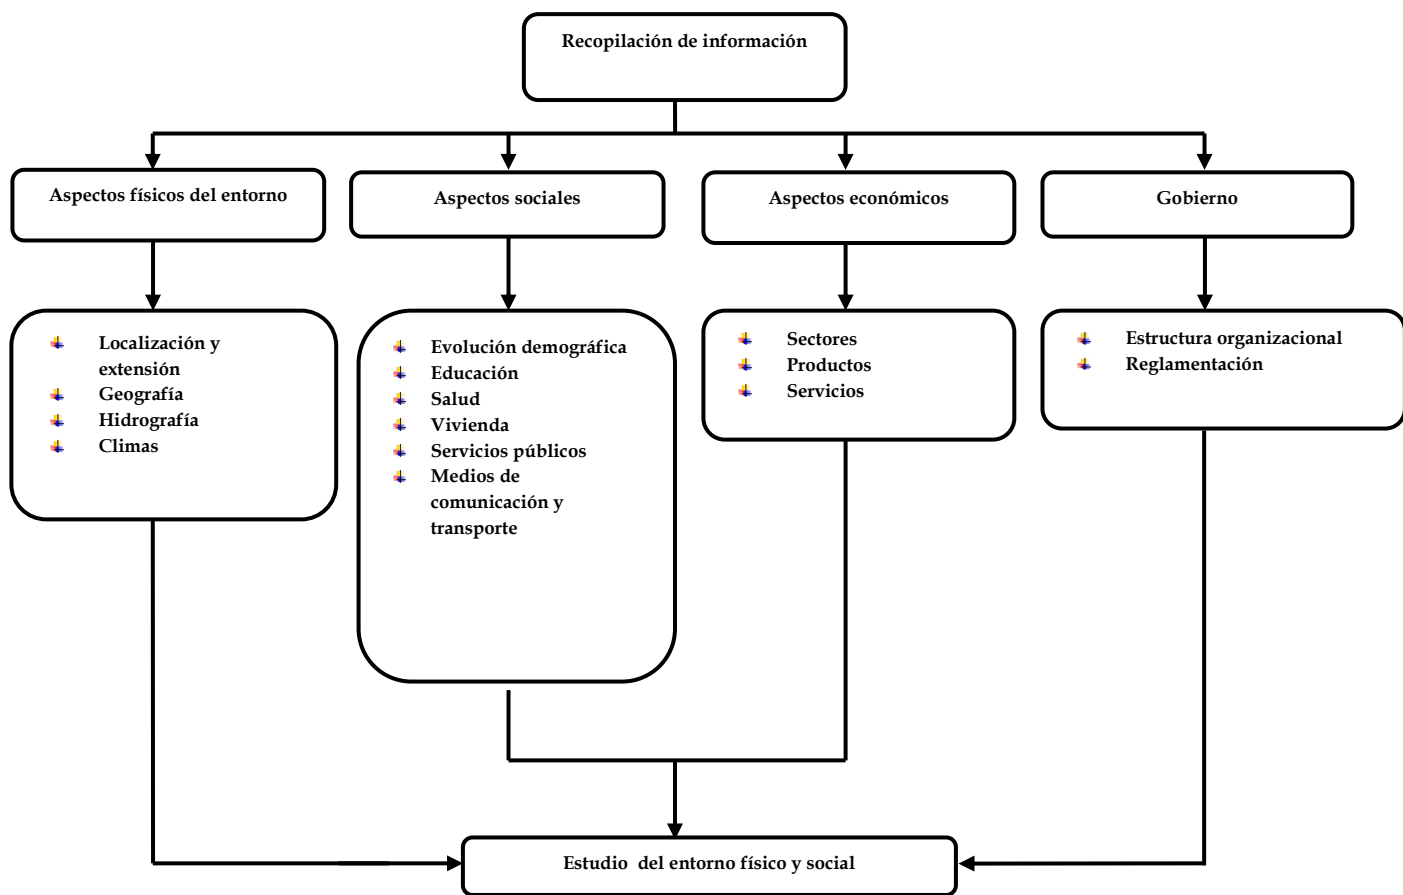 Recopilación de información
Aspectos físicos del entorno
Aspectos sociales
Aspectos económicos
Gobierno
Localización y
extensión
Geografía
Hidrografía
Climas
Evolución demográfica
Educación
Salud
Vivienda
Servicios públicos
Medios de
comunicación y
transporte
Sectores
Productos
Servicios
Estructura organizacional
Reglamentación
Estudio del entorno físico y social